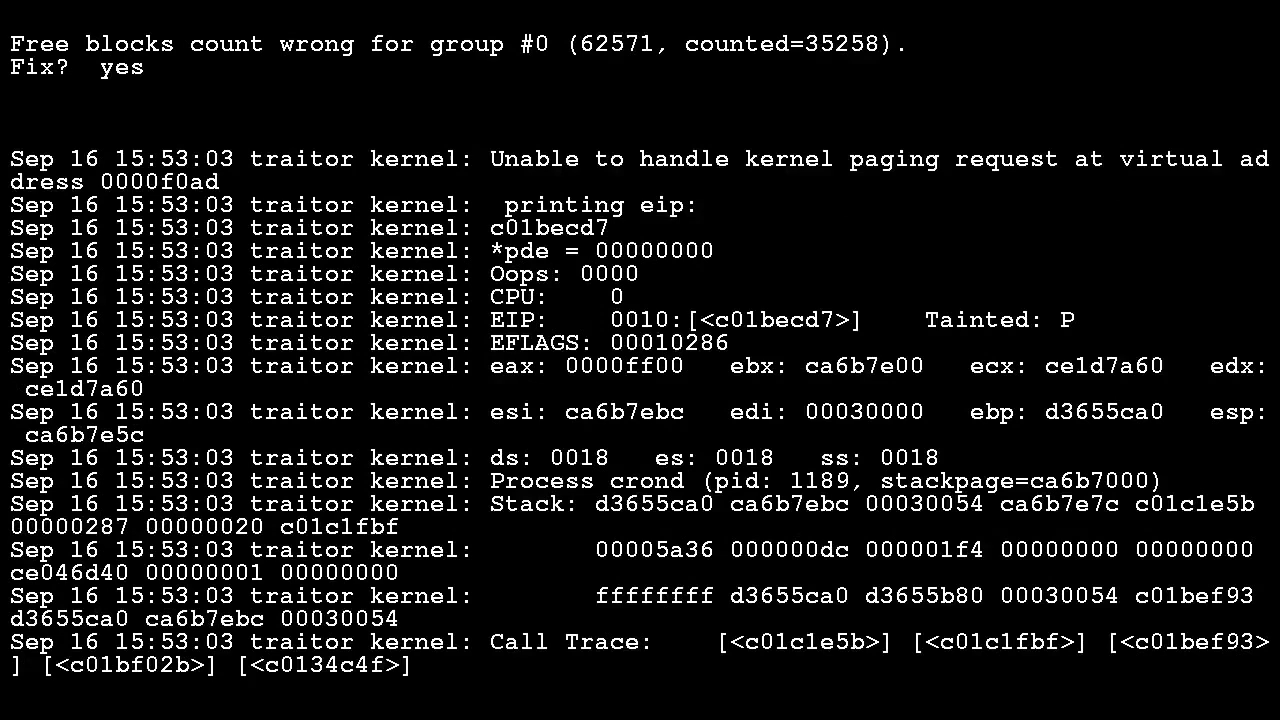 Free blocks count wrong for group #0 (62571, counted=35258).
Fix?  yes
Sep 16 15:53:03 traitor kernel: Unable to handle kernel paging request at virtual ad
dress 0000f0ad
Sep 16 15:53:03 traitor kernel:  printing eip:
Sep 16 15:53:03 traitor kernel: c01becd7
Sep 16 15:53:03 traitor kernel: *pde = 00000000
Sep 16 15:53:03 traitor kernel: Oops: 0000
Sep 16 15:53:03 traitor kernel: CPU:    0
Sep 16 15:53:03 traitor kernel: EIP:    0010:[<c01becd7>]    Tainted: P
Sep 16 15:53:03 traitor kernel: EFLAGS: 00010286
Sep 16 15:53:03 traitor kernel: eax: 0000ff00   ebx: ca6b7e00   ecx: ce1d7a60   edx:
 ce1d7a60
Sep 16 15:53:03 traitor kernel: esi: ca6b7ebc   edi: 00030000   ebp: d3655ca0   esp:
 ca6b7e5c
Sep 16 15:53:03 traitor kernel: ds: 0018   es: 0018   ss: 0018
Sep 16 15:53:03 traitor kernel: Process crond (pid: 1189, stackpage=ca6b7000)
Sep 16 15:53:03 traitor kernel: Stack: d3655ca0 ca6b7ebc 00030054 ca6b7e7c c01c1e5b
00000287 00000020 c01c1fbf
Sep 16 15:53:03 traitor kernel:        00005a36 000000dc 000001f4 00000000 00000000
ce046d40 00000001 00000000
Sep 16 15:53:03 traitor kernel:        ffffffff d3655ca0 d3655b80 00030054 c01bef93
d3655ca0 ca6b7ebc 00030054
Sep 16 15:53:03 traitor kernel: Call Trace:    [<c01c1e5b>] [<c01c1fbf>] [<c01bef93>
] [<c01bf02b>] [<c0134c4f>]